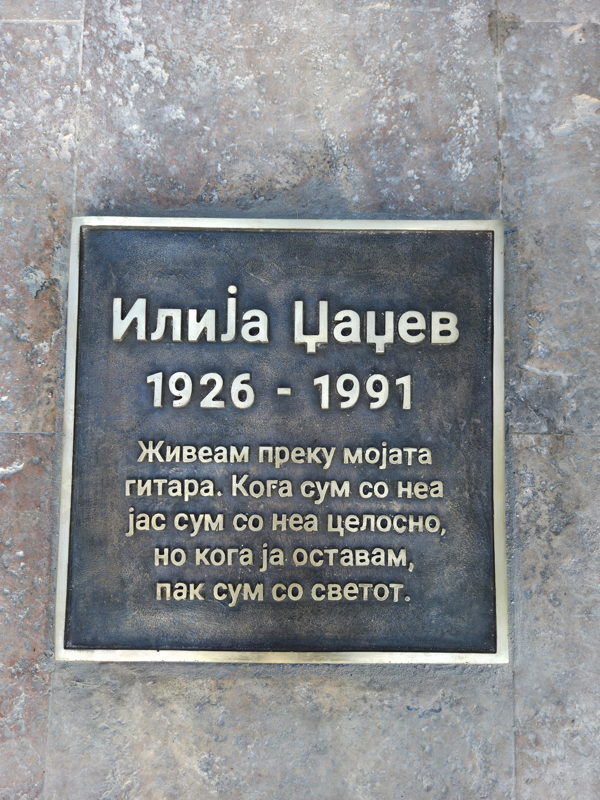 Илија Џаџев
1926 - 1991
Живеам преку мојата
гитара. Кога сум со неа
јас сум со неа целосно,
но кога ја оставам,
пак сум со светот.